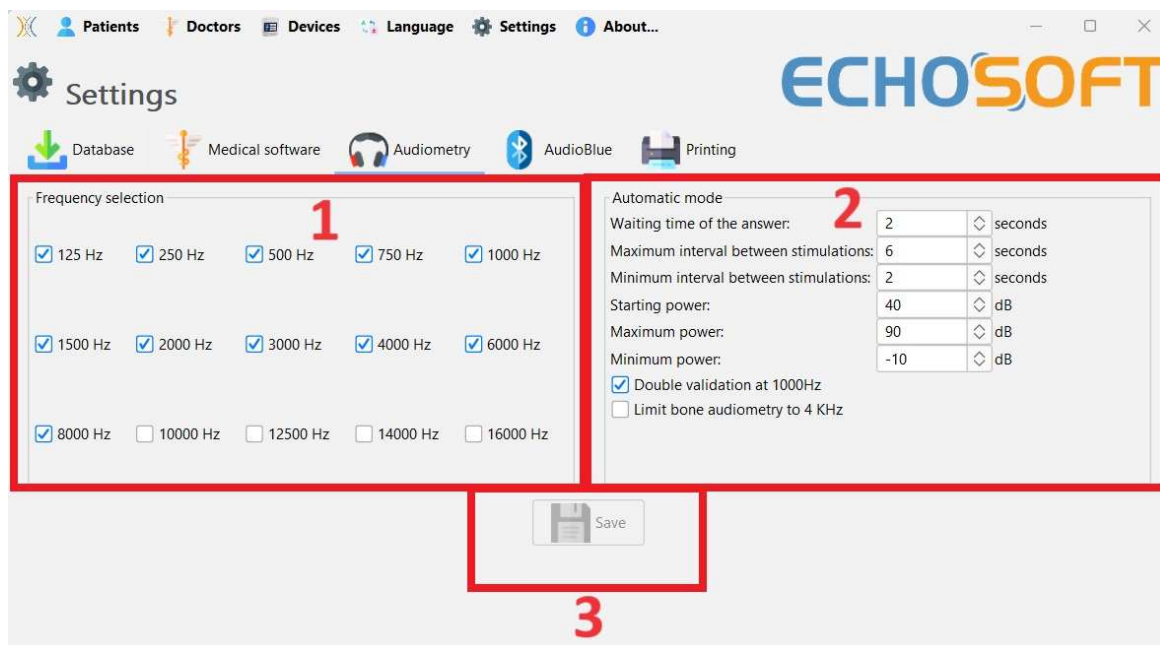 Patients Doctors Devices Language Settings About...
Settings
ECHOSOFT
Database Medical software Audiometry AudioBlue Printing
Frequency selection
1
125 Hz 250 Hz 500 Hz 750 Hz 1000 Hz
1500 Hz 2000 Hz 3000 Hz 4000 Hz 6000 Hz
8000 Hz 10000 Hz 12500 Hz 14000 Hz 16000 Hz
Automatic mode
2
Waiting time of the answer: 2 seconds
Maximum interval between stimulations: 6 seconds
Minimum interval between stimulations: 2 seconds
Starting power: 40 dB
Maximum power: 90 dB
Minimum power: -10 dB
Double validation at 1000Hz
Limit bone audiometry to 4 KHz
Save
3